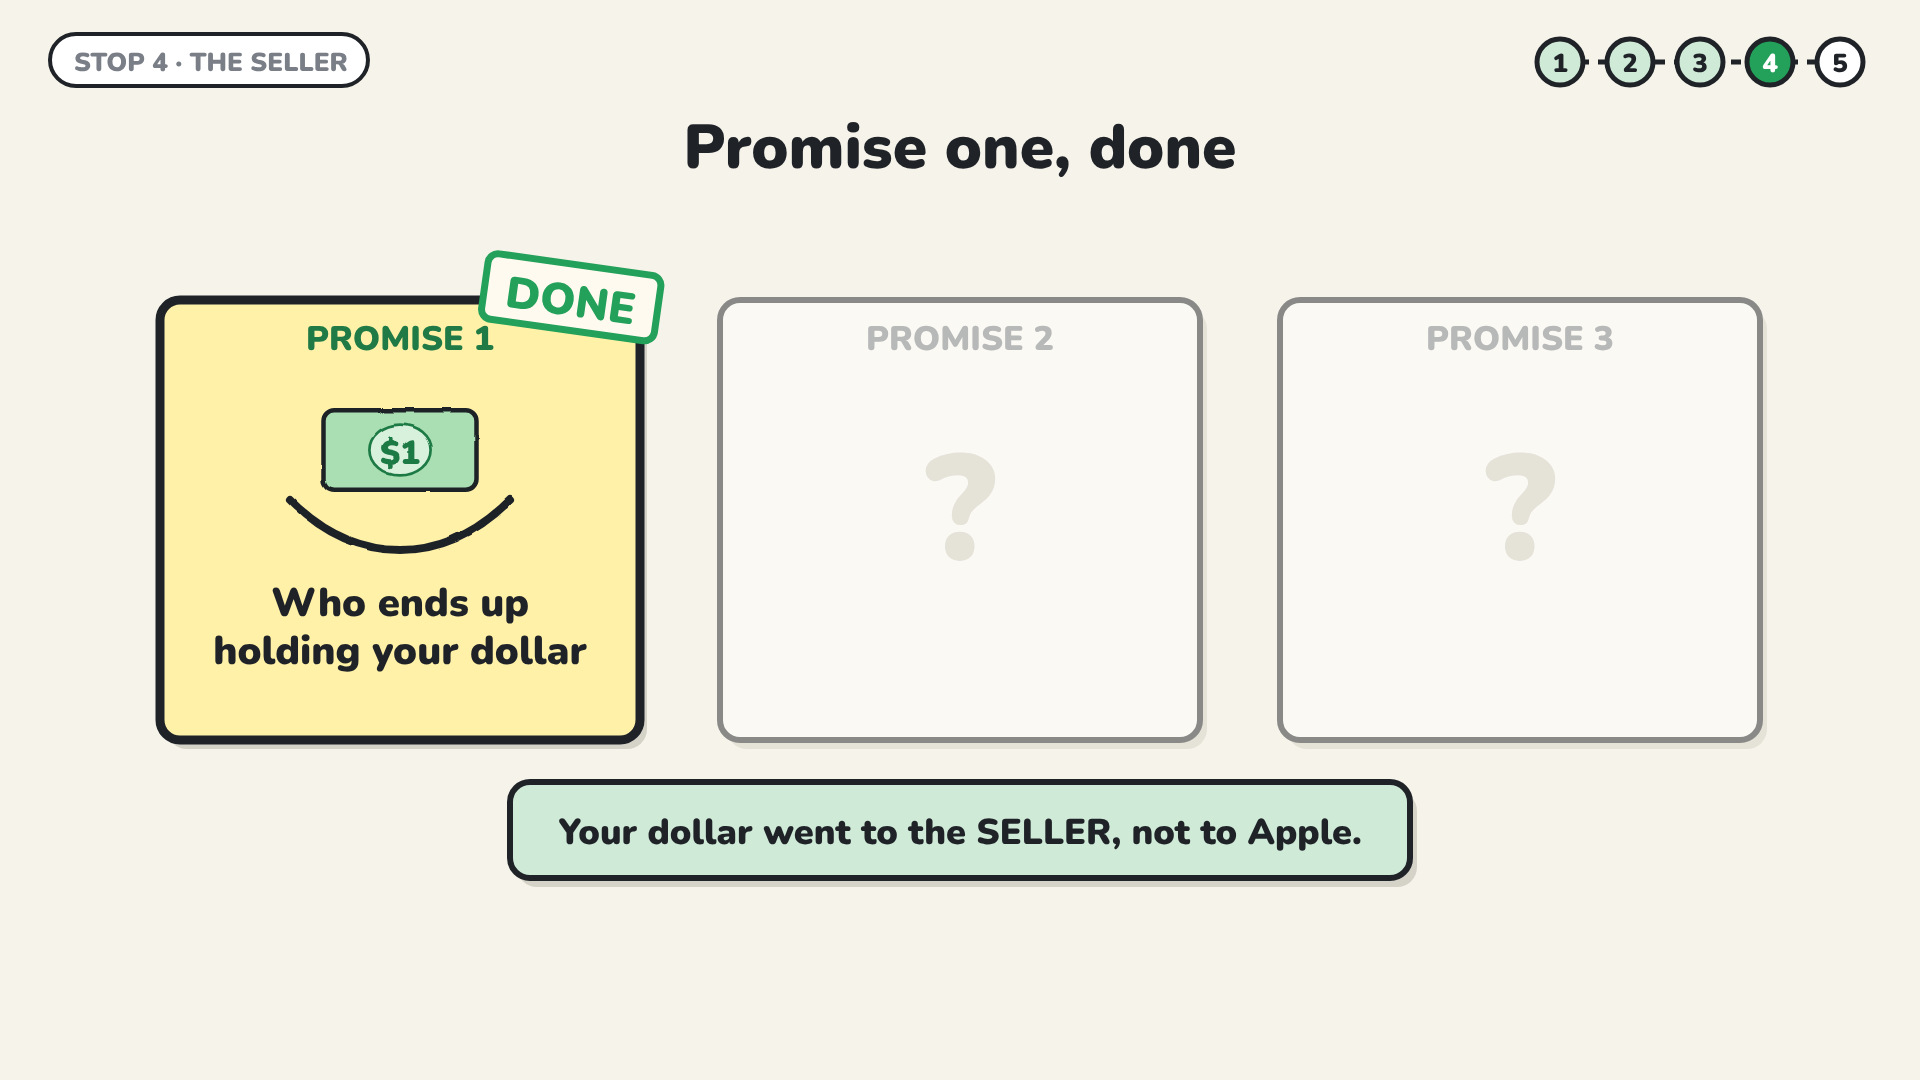 STOP 4 · THE SELLER
1 2 3 4 5
Promise one, done
DONE
PROMISE 1
$1
Who ends up
holding your dollar
PROMISE 2
?
PROMISE 3
?
Your dollar went to the SELLER, not to Apple.